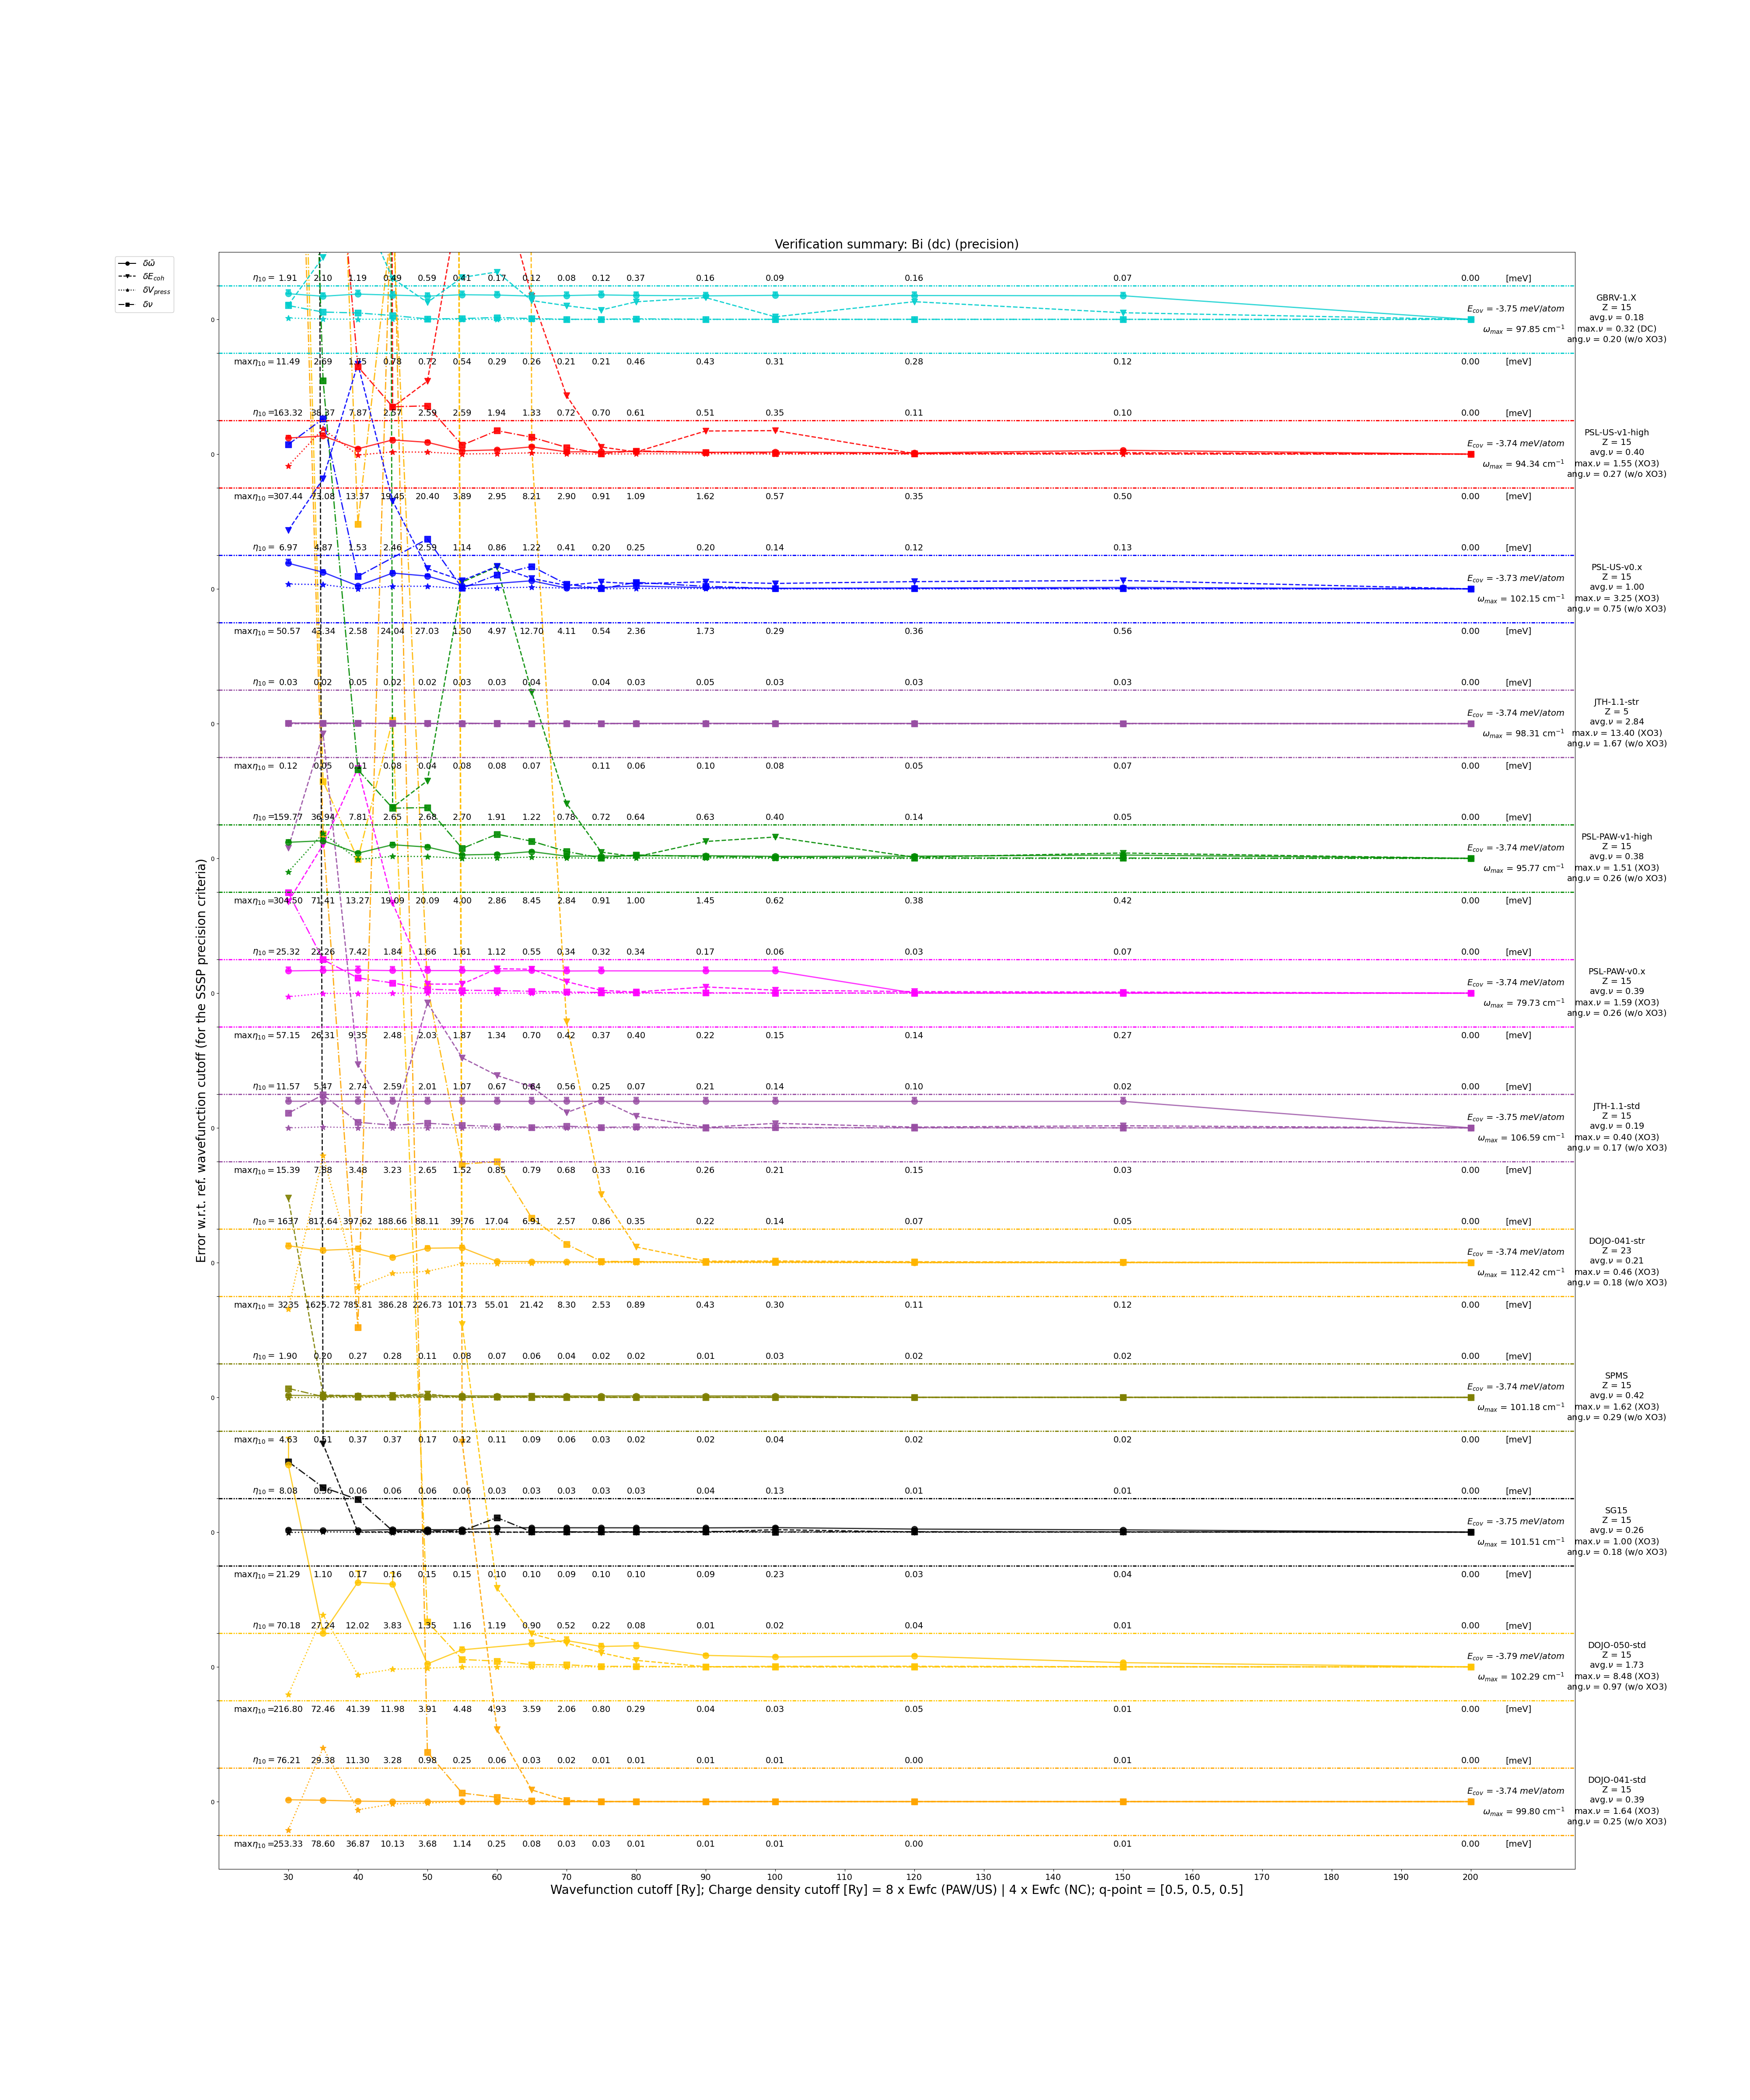 Verification summary: Bi (dc) (precision)
δω̄
δE_coh
δV_press
δν
Error w.r.t. ref. wavefunction cutoff (for the SSSP precision criteria)
η₁₀ = 1.91 2.10 1.19 0.49 0.59 0.41 0.17 0.12 0.08 0.12 0.37 0.16 0.09 0.16 0.07 0.00 [meV]
0
E_cov = -3.75 meV/atom
ω_max = 97.85 cm⁻¹
GBRV-1.X
Z = 15
avg.ν = 0.18
max.ν = 0.32 (DC)
ang.ν = 0.20 (w/o XO3)
maxη₁₀ = 11.49 2.69 0.78 0.72 0.54 0.29 0.26 0.21 0.21 0.46 0.43 0.31 0.28 0.12 0.00 [meV]
η₁₀ = 163.32 38.37 7.87 2.57 2.59 2.59 1.94 1.33 0.72 0.70 0.61 0.51 0.35 0.11 0.10 0.00 [meV]
0
E_cov = -3.74 meV/atom
ω_max = 94.34 cm⁻¹
PSL-US-v1-high
Z = 15
avg.ν = 0.40
max.ν = 1.55 (XO3)
ang.ν = 0.27 (w/o XO3)
maxη₁₀ = 307.44 73.08 13.37 19.45 20.40 3.89 2.95 8.21 2.90 0.91 1.09 1.62 0.57 0.35 0.50 0.00 [meV]
η₁₀ = 6.97 4.87 1.53 2.46 2.59 1.14 0.86 1.22 0.41 0.20 0.25 0.20 0.14 0.12 0.13 0.00 [meV]
0
E_cov = -3.73 meV/atom
ω_max = 102.15 cm⁻¹
PSL-US-v0.x
Z = 15
avg.ν = 1.00
max.ν = 3.25 (XO3)
ang.ν = 0.75 (w/o XO3)
maxη₁₀ = 50.57 43.34 2.58 24.04 27.03 1.50 4.97 12.70 4.11 0.54 2.36 1.73 0.29 0.36 0.56 0.00 [meV]
η₁₀ = 0.03 0.02 0.05 0.02 0.02 0.03 0.03 0.04 0.04 0.03 0.05 0.03 0.03 0.03 0.00 [meV]
0
E_cov = -3.74 meV/atom
ω_max = 98.31 cm⁻¹
JTH-1.1-str
Z = 5
avg.ν = 2.84
max.ν = 13.40 (XO3)
ang.ν = 1.67 (w/o XO3)
maxη₁₀ = 0.12 0.05 0.08 0.04 0.08 0.08 0.07 0.11 0.06 0.10 0.08 0.05 0.07 0.00 [meV]
η₁₀ = 159.77 36.94 7.81 2.65 2.68 2.70 1.91 1.22 0.78 0.72 0.64 0.63 0.40 0.14 0.05 0.00 [meV]
0
E_cov = -3.74 meV/atom
ω_max = 95.77 cm⁻¹
PSL-PAW-v1-high
Z = 15
avg.ν = 0.38
max.ν = 1.51 (XO3)
ang.ν = 0.26 (w/o XO3)
maxη₁₀ = 304.50 71.41 13.27 19.09 20.09 4.00 2.86 8.45 2.84 0.91 1.00 1.45 0.62 0.38 0.42 0.00 [meV]
η₁₀ = 25.32 22.26 7.42 1.84 1.66 1.61 1.12 0.55 0.34 0.32 0.34 0.17 0.06 0.03 0.07 0.00 [meV]
0
E_cov = -3.74 meV/atom
ω_max = 79.73 cm⁻¹
PSL-PAW-v0.x
Z = 15
avg.ν = 0.39
max.ν = 1.59 (XO3)
ang.ν = 0.26 (w/o XO3)
maxη₁₀ = 57.15 26.31 9.35 2.48 2.03 1.87 1.34 0.70 0.42 0.37 0.40 0.22 0.15 0.14 0.27 0.00 [meV]
η₁₀ = 11.57 5.47 2.74 2.59 2.01 1.07 0.67 0.64 0.56 0.25 0.07 0.21 0.14 0.10 0.02 0.00 [meV]
0
E_cov = -3.75 meV/atom
ω_max = 106.59 cm⁻¹
JTH-1.1-std
Z = 15
avg.ν = 0.19
max.ν = 0.40 (XO3)
ang.ν = 0.17 (w/o XO3)
maxη₁₀ = 15.39 7.88 3.48 3.23 2.65 1.52 0.85 0.79 0.68 0.33 0.16 0.26 0.21 0.15 0.03 0.00 [meV]
η₁₀ = 1637 817.64 397.62 188.66 88.11 39.76 17.04 6.91 2.57 0.86 0.35 0.22 0.14 0.07 0.05 0.00 [meV]
0
E_cov = -3.74 meV/atom
ω_max = 112.42 cm⁻¹
DOJO-041-str
Z = 23
avg.ν = 0.21
max.ν = 0.46 (XO3)
ang.ν = 0.18 (w/o XO3)
maxη₁₀ = 3235 1625.72 785.81 386.28 226.73 101.73 55.01 21.42 8.30 2.53 0.89 0.43 0.30 0.11 0.12 0.00 [meV]
η₁₀ = 1.90 0.20 0.27 0.28 0.11 0.08 0.07 0.06 0.04 0.02 0.02 0.01 0.03 0.02 0.02 0.00 [meV]
0
E_cov = -3.74 meV/atom
ω_max = 101.18 cm⁻¹
SPMS
Z = 15
avg.ν = 0.42
max.ν = 1.62 (XO3)
ang.ν = 0.29 (w/o XO3)
maxη₁₀ = 4.63 0.51 0.37 0.37 0.17 0.12 0.11 0.09 0.06 0.03 0.02 0.02 0.04 0.02 0.02 0.00 [meV]
η₁₀ = 8.08 0.06 0.06 0.06 0.06 0.03 0.03 0.03 0.03 0.03 0.04 0.13 0.01 0.01 0.00 [meV]
0
E_cov = -3.75 meV/atom
ω_max = 101.51 cm⁻¹
SG15
Z = 15
avg.ν = 0.26
max.ν = 1.00 (XO3)
ang.ν = 0.18 (w/o XO3)
maxη₁₀ = 21.29 1.10 0.17 0.16 0.15 0.15 0.10 0.10 0.09 0.10 0.10 0.09 0.23 0.03 0.04 0.00 [meV]
η₁₀ = 70.18 27.24 12.02 3.83 1.35 1.16 1.19 0.90 0.52 0.22 0.08 0.01 0.02 0.04 0.01 0.00 [meV]
0
E_cov = -3.79 meV/atom
ω_max = 102.29 cm⁻¹
DOJO-050-std
Z = 15
avg.ν = 1.73
max.ν = 8.48 (XO3)
ang.ν = 0.97 (w/o XO3)
maxη₁₀ = 216.80 72.46 41.39 11.98 3.91 4.48 4.93 3.59 2.06 0.80 0.29 0.04 0.03 0.05 0.01 0.00 [meV]
η₁₀ = 76.21 29.38 11.30 3.28 0.98 0.25 0.06 0.03 0.02 0.01 0.01 0.01 0.01 0.00 0.01 0.00 [meV]
0
E_cov = -3.74 meV/atom
ω_max = 99.80 cm⁻¹
DOJO-041-std
Z = 15
avg.ν = 0.39
max.ν = 1.64 (XO3)
ang.ν = 0.25 (w/o XO3)
maxη₁₀ = 253.33 78.60 36.87 10.13 3.68 1.14 0.25 0.08 0.03 0.03 0.01 0.01 0.01 0.00 0.01 0.00 [meV]
30 40 50 60 70 80 90 100 110 120 130 140 150 160 170 180 190 200
Wavefunction cutoff [Ry]; Charge density cutoff [Ry] = 8 x Ewfc (PAW/US) | 4 x Ewfc (NC); q-point = [0.5, 0.5, 0.5]